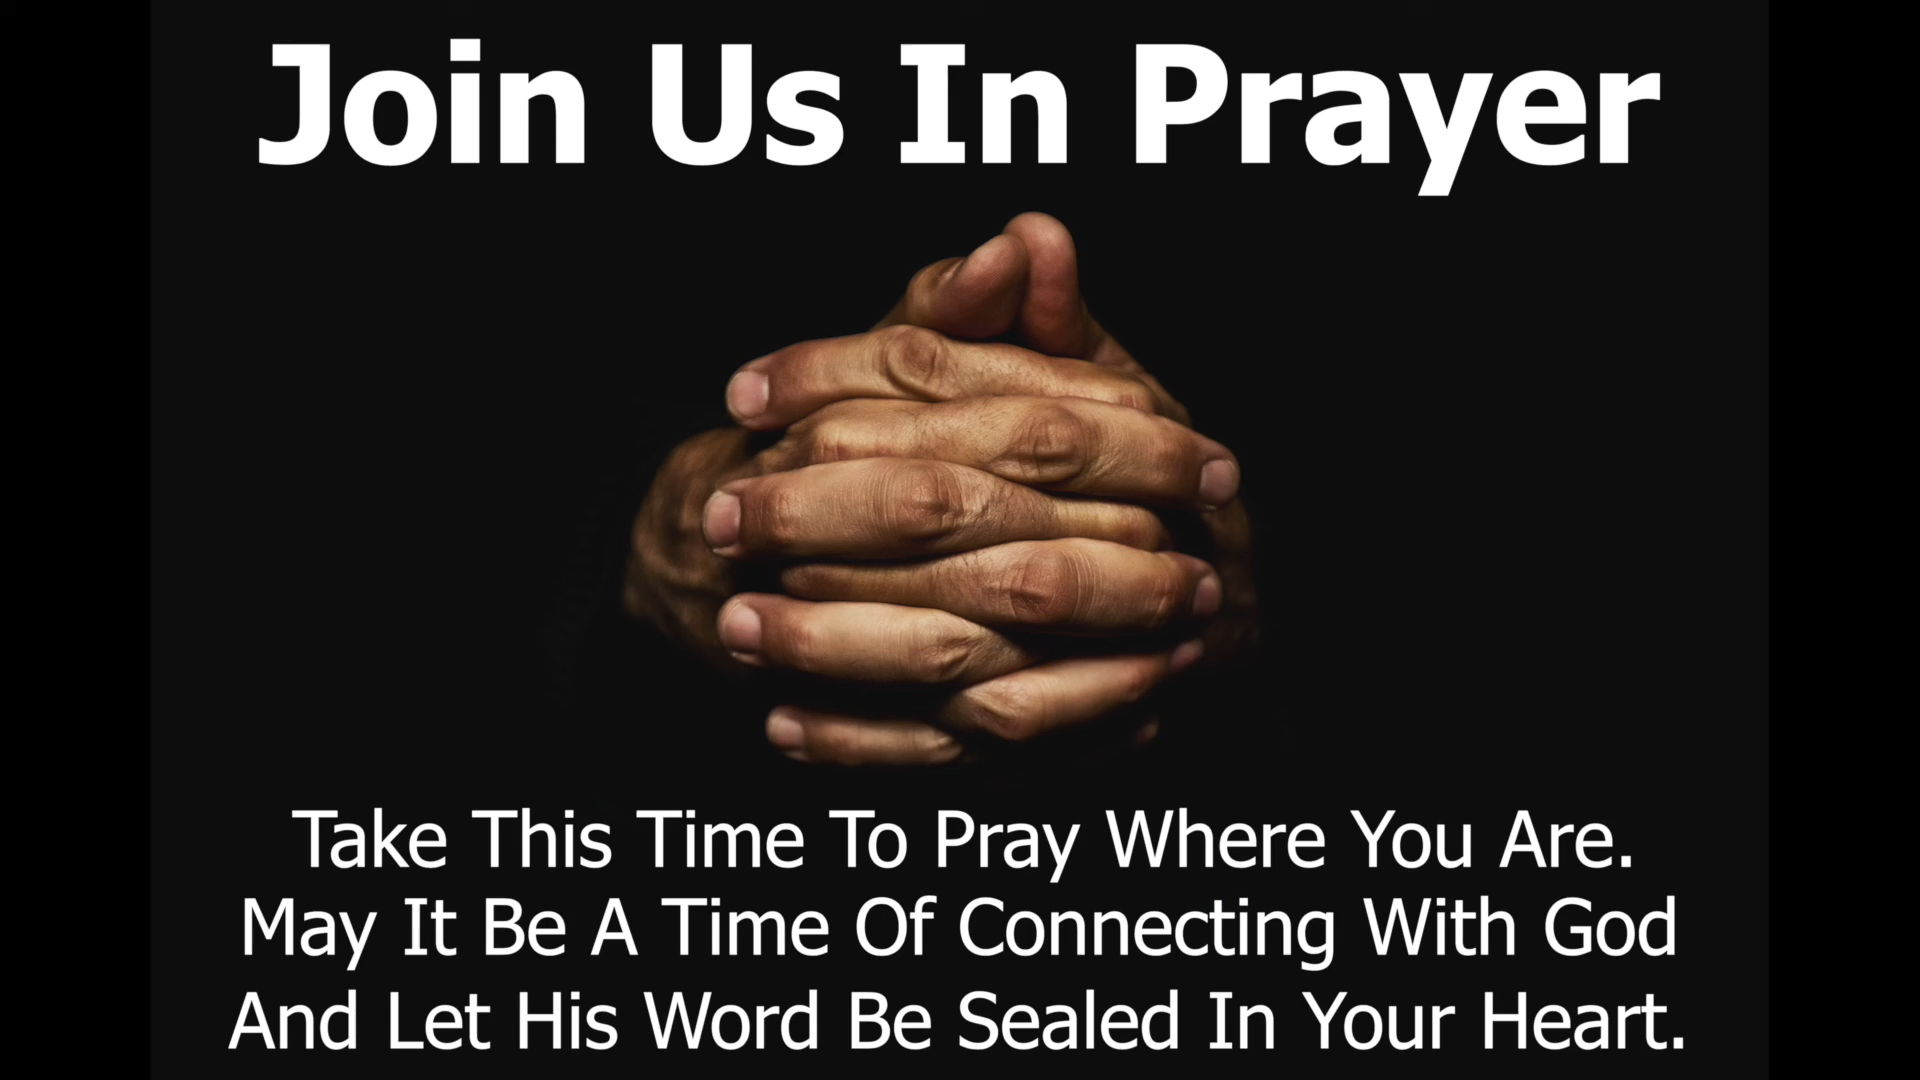 Join Us In Prayer
Take This Time To Pray Where You Are.
May It Be A Time Of Connecting With God
And Let His Word Be Sealed In Your Heart.